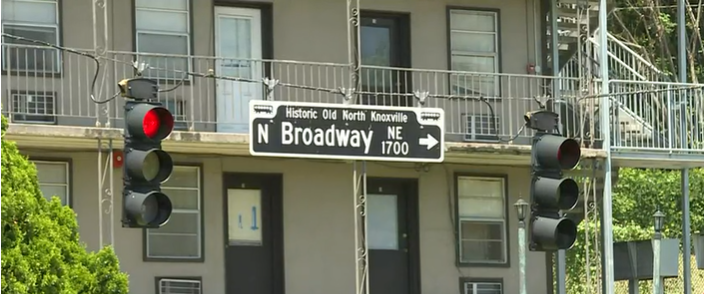 Historic Old North Knoxville
N Broadway NE
1700